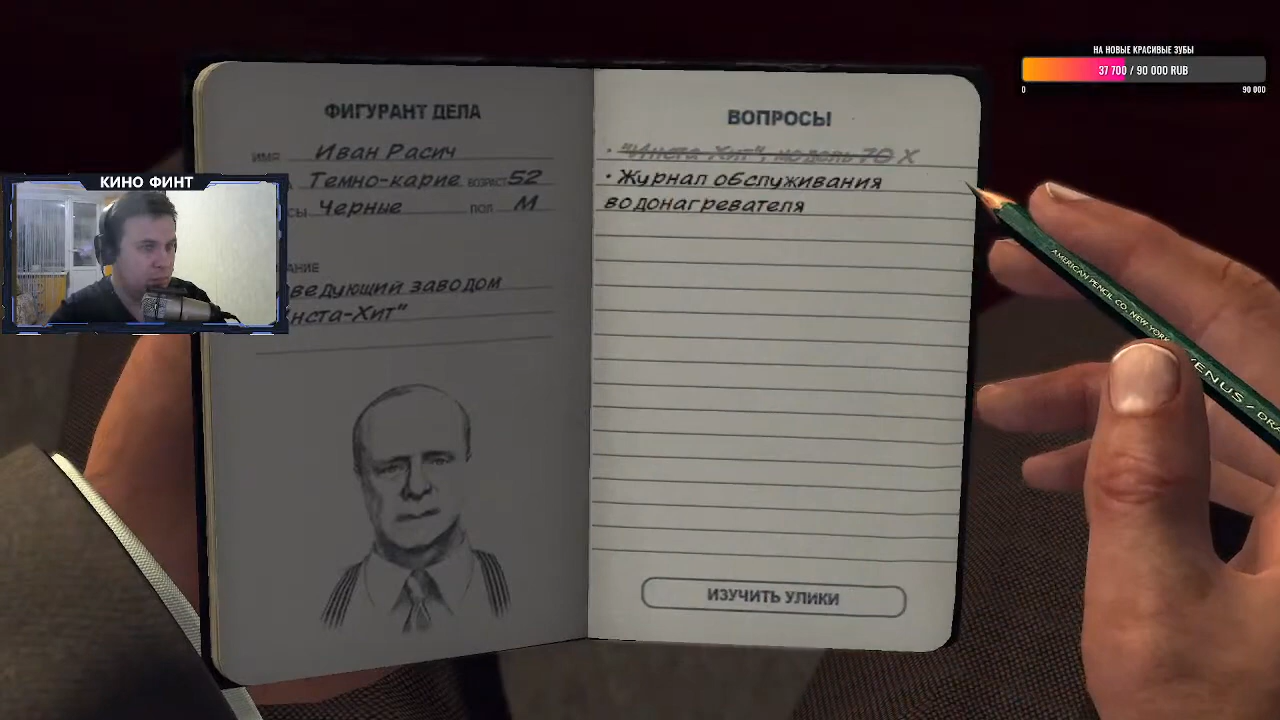 НА НОВЫЕ КРАСИВЫЕ ЗУБЫ
37 700 / 90 000 RUB
0 90 000
КИНО ФИНТ
ФИГУРАНТ ДЕЛА
ИМЯ Иван Расич
Темно-карие ВОЗРАСТ 52
Черные ПОЛ М
ведующий заводом
нста-Хит"
ВОПРОСЫ
• "Инста-Хит", модель 70 X
• Журнал обслуживания
водонагревателя
ИЗУЧИТЬ УЛИКИ
AMERICAN PENCIL CO. NEW YORK
VENUS / DRA